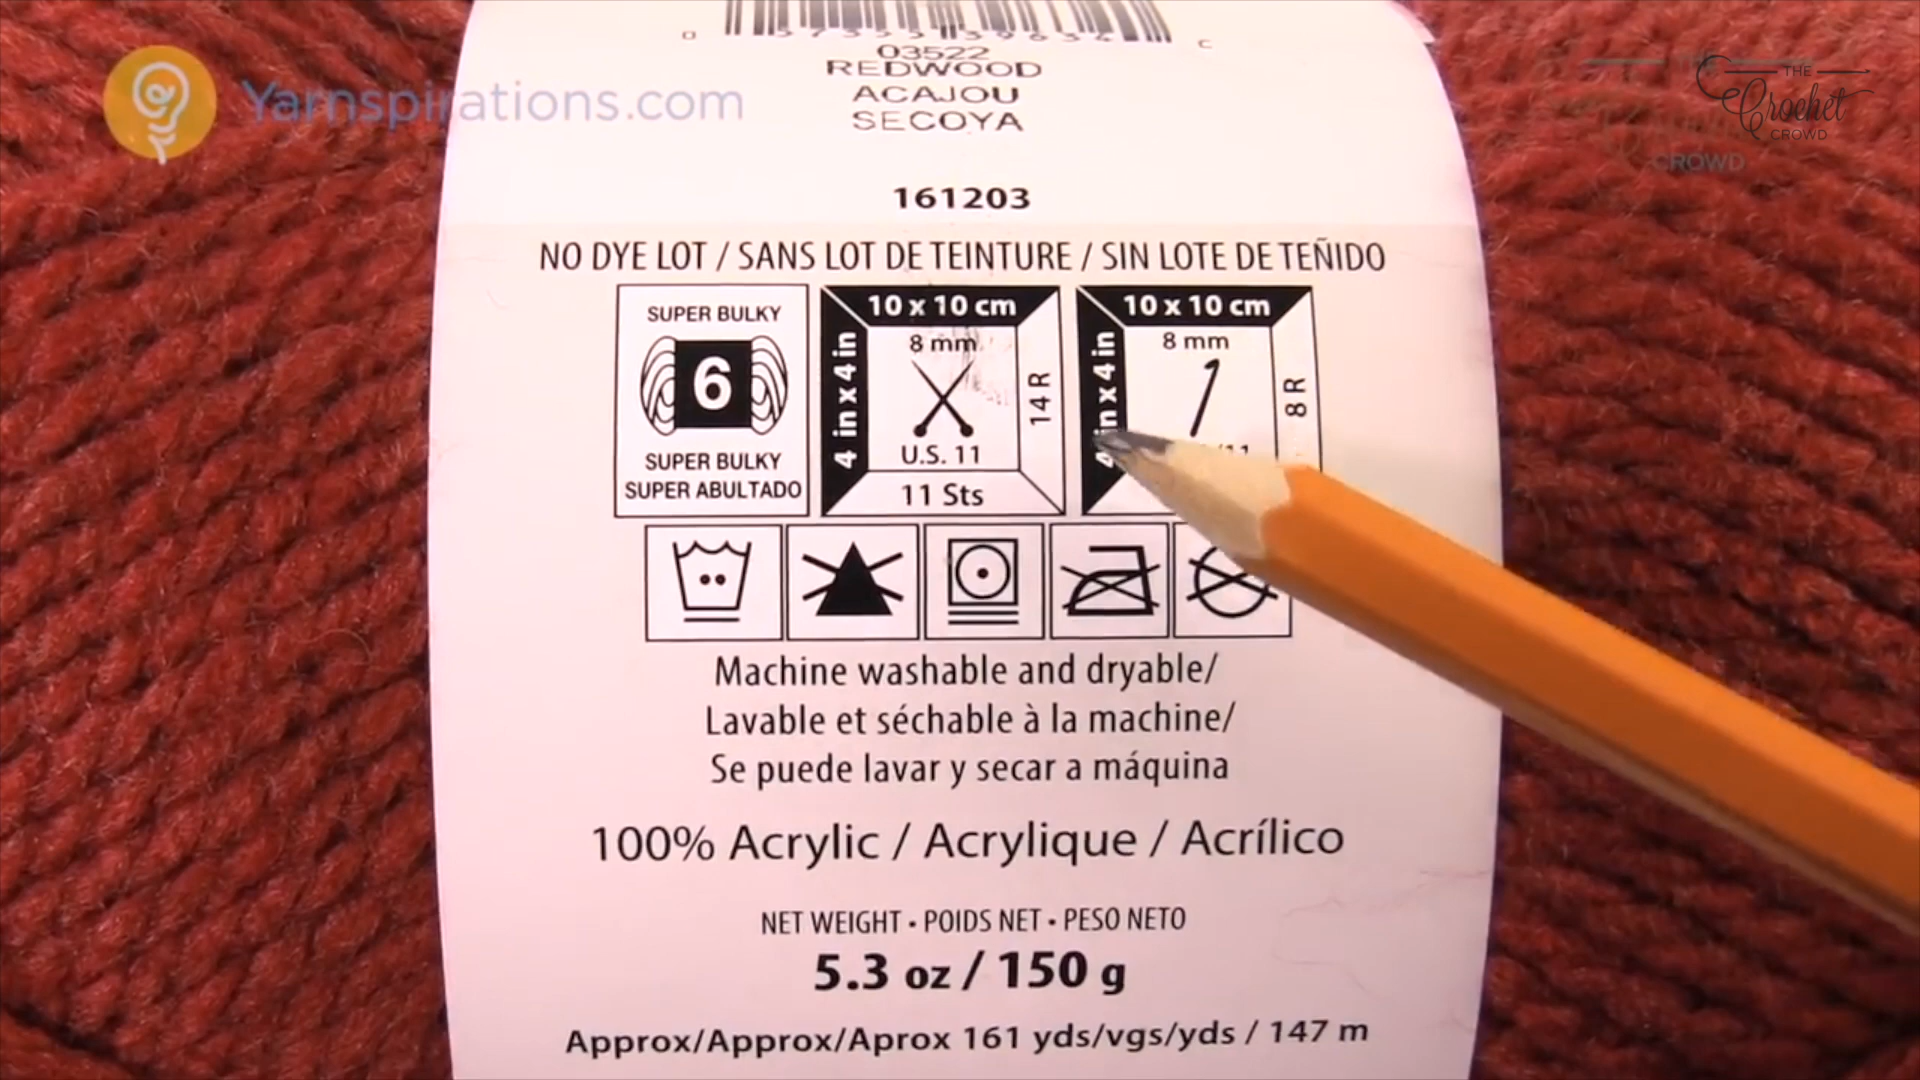 Yarnspirations.com
THE
Crochet
CROWD
03522
REDWOOD
ACAJOU
SECOYA
161203
NO DYE LOT / SANS LOT DE TEINTURE / SIN LOTE DE TEÑIDO
SUPER BULKY
6
SUPER BULKY
SUPER ABULTADO
10 x 10 cm
4 in x 4 in
8 mm
14 R
U.S. 11
11 Sts
10 x 10 cm
4 in x 4 in
8 mm
8 R
Machine washable and dryable/
Lavable et séchable à la machine/
Se puede lavar y secar a máquina
100% Acrylic / Acrylique / Acrílico
NET WEIGHT • POIDS NET • PESO NETO
5.3 oz / 150 g
Approx/Approx/Aprox 161 yds/vgs/yds / 147 m